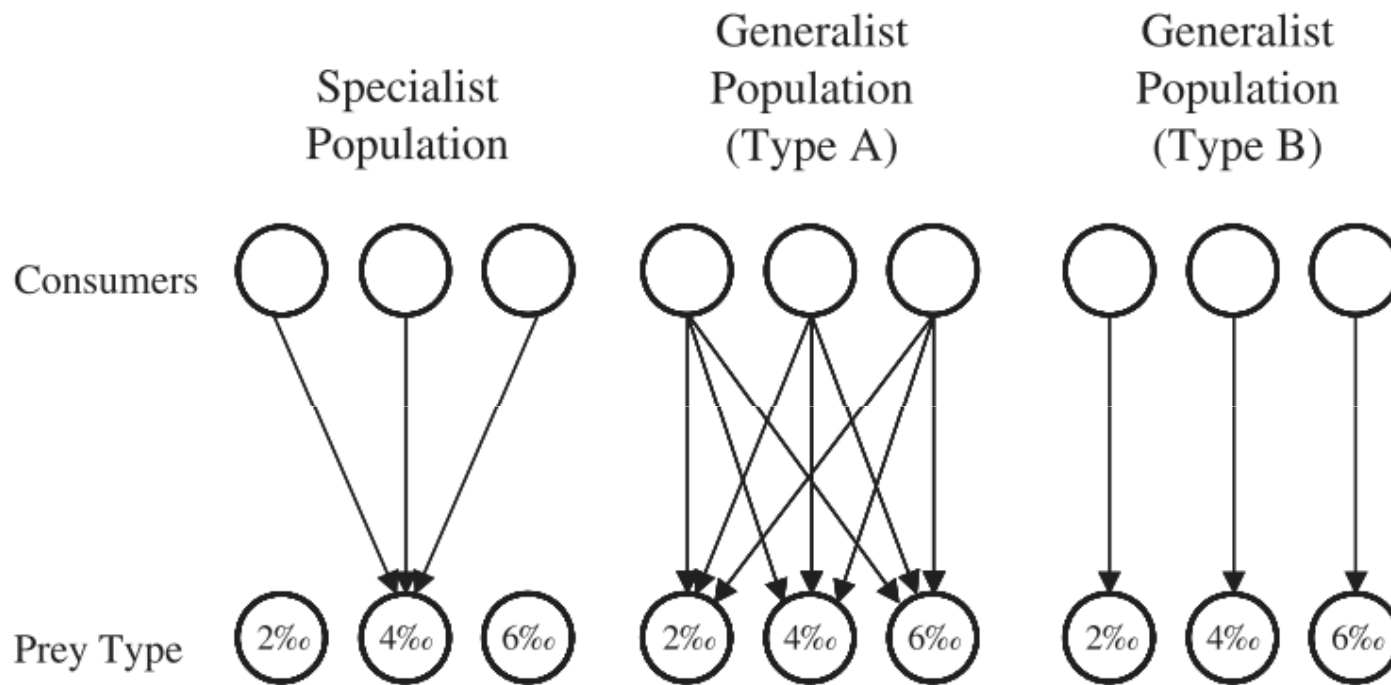 Specialist
Population
Generalist
Population
(Type A)
Generalist
Population
(Type B)
Consumers
Prey Type
2‰ 4‰ 6‰
2‰ 4‰ 6‰
2‰ 4‰ 6‰